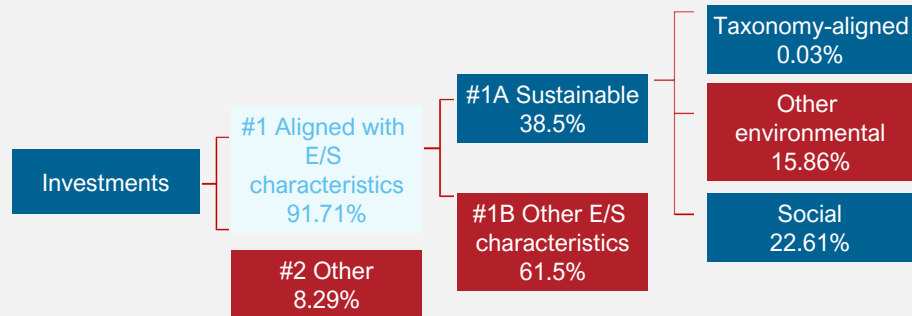 Investments
#1 Aligned with
E/S
characteristics
91.71%
#2 Other
8.29%
#1A Sustainable
38.5%
#1B Other E/S
characteristics
61.5%
Taxonomy-aligned
0.03%
Other
environmental
15.86%
Social
22.61%